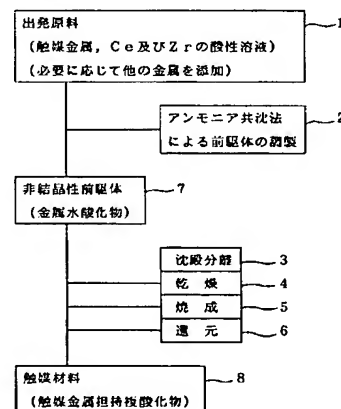 出発原料
(触媒金属,Ce及びZrの酸性溶液)
(必要に応じて他の金属を添加)
1
アンモニア共沈法
による前駆体の調製
2
非結晶性前駆体
(金属水酸化物)
7
沈殿分離
3
乾 燥
4
焼 成
5
還 元
6
触媒材料
(触媒金属担持複酸化物)
8